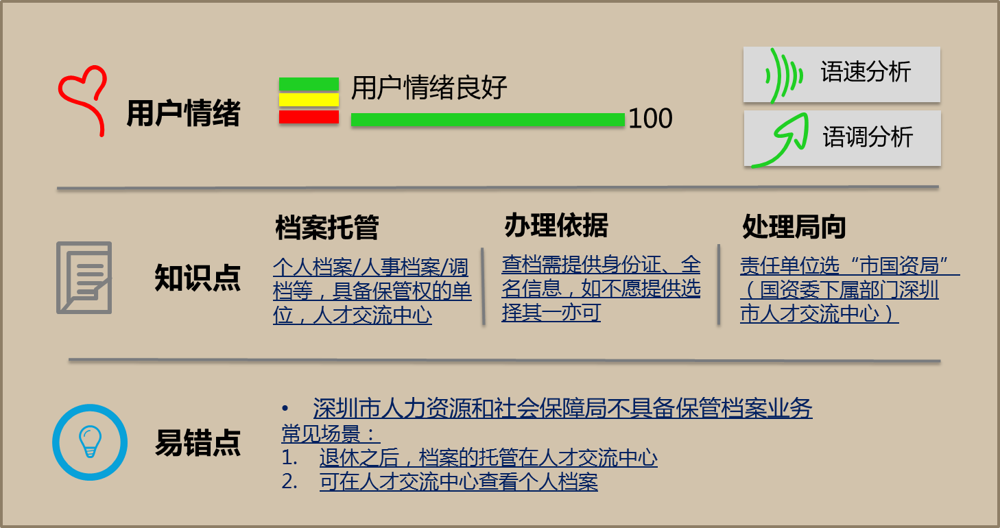 用户情绪
用户情绪良好
100
语速分析
语调分析
知识点
档案托管
个人档案/人事档案/调
档等，具备保管权的单
位，人才交流中心
办理依据
查档需提供身份证、全
名信息，如不愿提供选
择其一亦可
处理局向
责任单位选“市国资局”
（国资委下属部门深圳
市人才交流中心）
易错点
• 深圳市人力资源和社会保障局不具备保管档案业务
常见场景：
1. 退休之后，档案的托管在人才交流中心
2. 可在人才交流中心查看个人档案